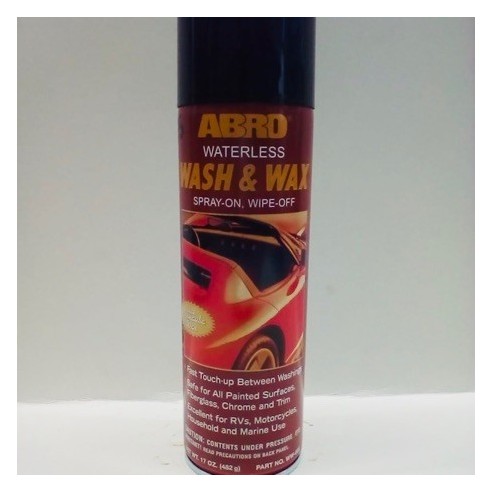 ABRO
WATERLESS
WASH & WAX
SPRAY-ON, WIPE-OFF
Fast Touch-up Between Washings
Safe for All Painted Surfaces,
Fiberglass, Chrome and Trim
Excellent for RVs, Motorcycles,
Household and Marine Use
CAUTION: CONTENTS UNDER PRESSURE.
READ PRECAUTIONS ON BACK PANEL.
WT. 17 OZ. (482 g)
PART NO.